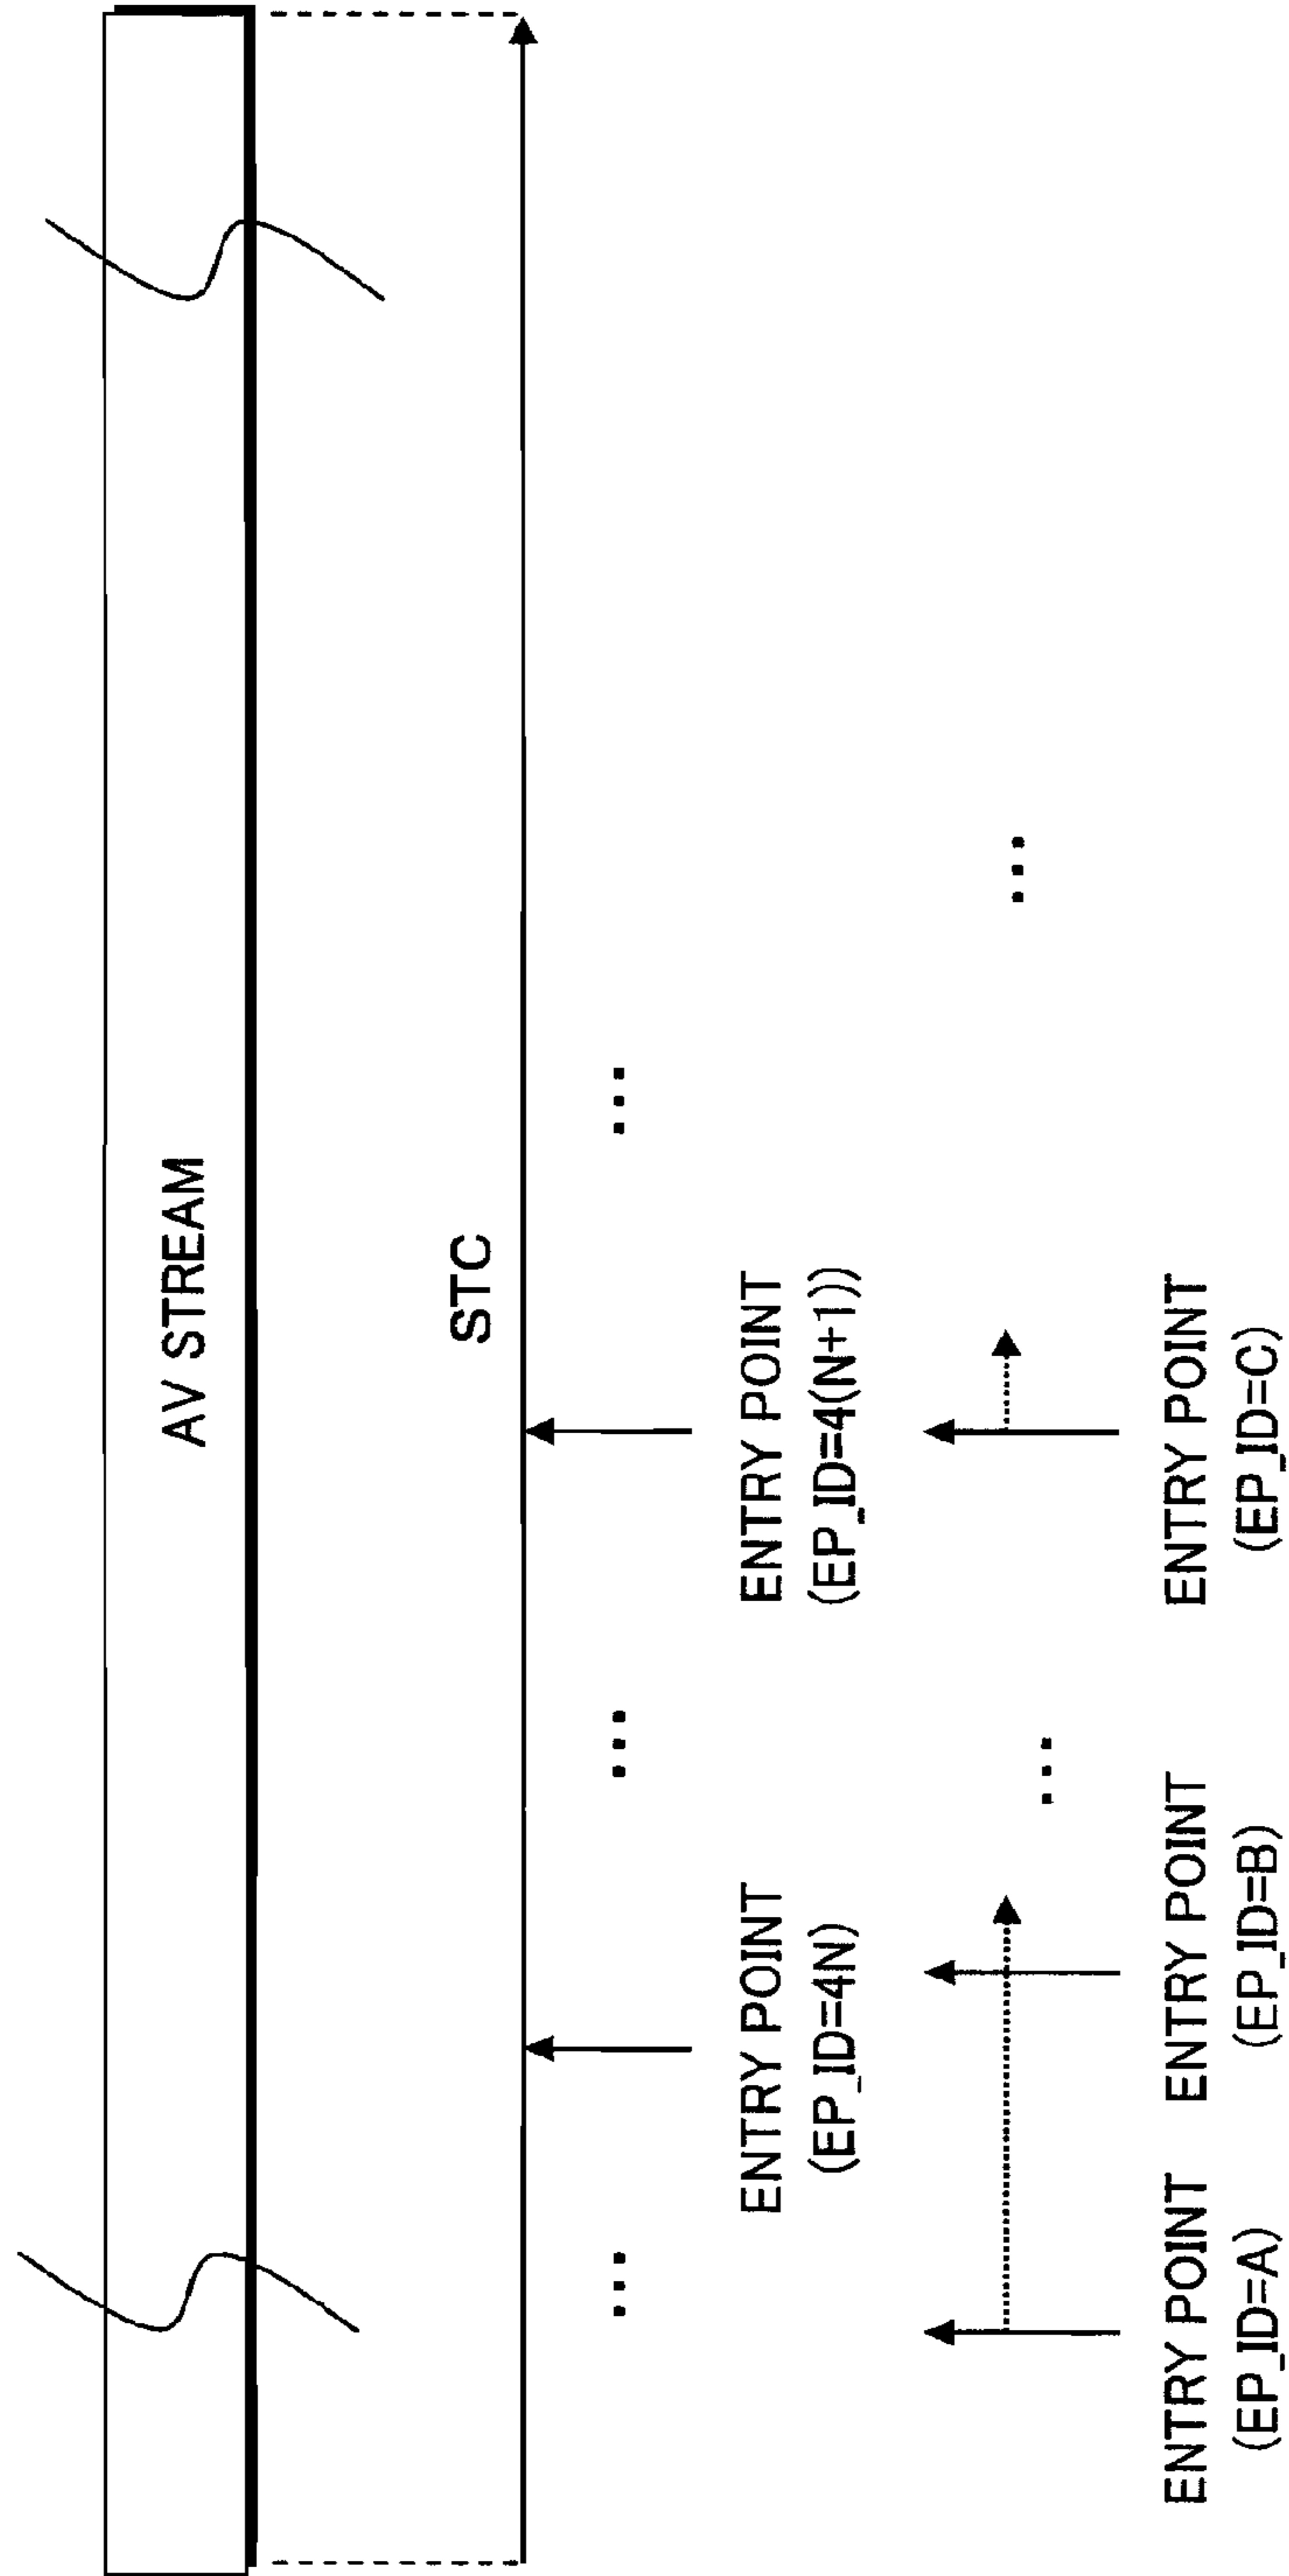 AV STREAM
STC
ENTRY POINT
(EP_ID=4N)
ENTRY POINT
(EP_ID=4(N+1))
ENTRY POINT
(EP_ID=A)
ENTRY POINT
(EP_ID=B)
ENTRY POINT
(EP_ID=C)